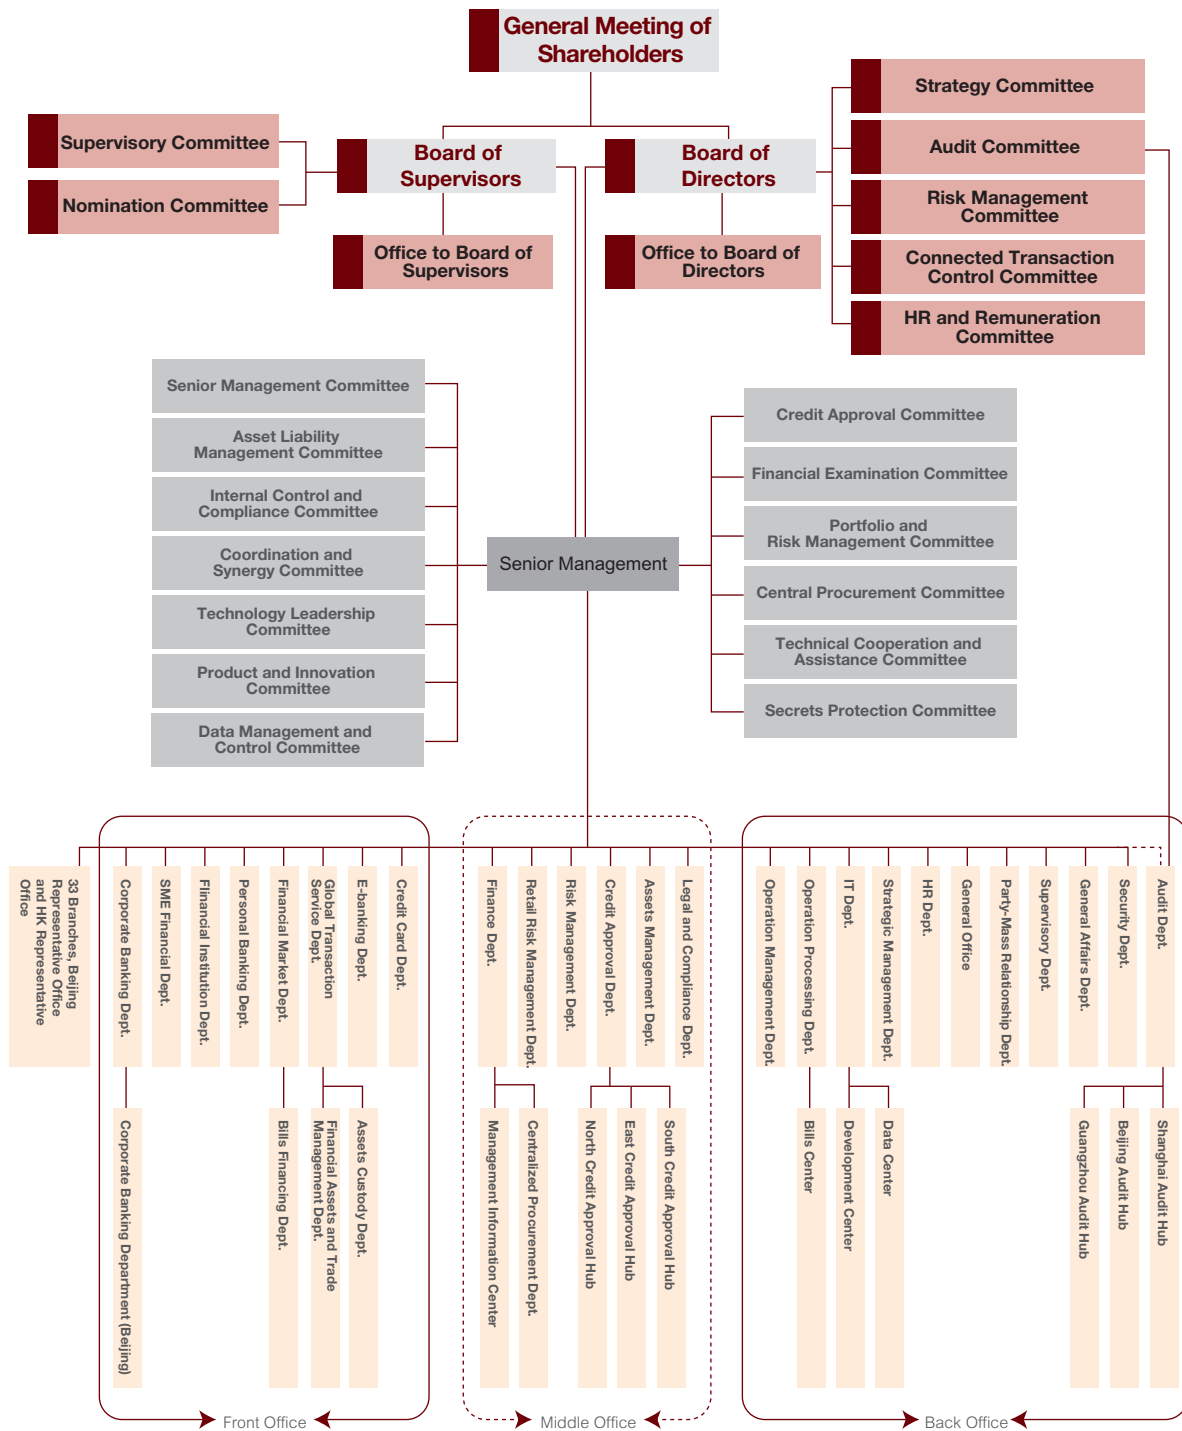 General Meeting of
Shareholders
Strategy Committee
Supervisory Committee
Audit Committee
Board of
Supervisors
Board of
Directors
Nomination Committee
Risk Management
Committee
Office to Board of
Supervisors
Office to Board of
Directors
Connected Transaction
Control Committee
HR and Remuneration
Committee
Senior Management Committee
Asset Liability
Management Committee
Internal Control and
Compliance Committee
Coordination and
Synergy Committee
Technology Leadership
Committee
Product and Innovation
Committee
Data Management and
Control Committee
Senior Management
Credit Approval Committee
Financial Examination Committee
Portfolio and
Risk Management Committee
Central Procurement Committee
Technical Cooperation and
Assistance Committee
Secrets Protection Committee
33 Branches, Beijing
Representative Office
and HK Representative
Office
Corporate Banking Dept.
SME Financial Dept.
FIinancial Institution Dept.
Personal Banking Dept.
Financial Market Dept.
Global Transaction
Service Dept.
E-banking Dept.
Credit Card Dept.
Finance Dept.
Retail Risk Management Dept.
Risk Management Dept.
Credit Approval Dept.
Assets Management Dept.
Legal and Compliance Dept.
Operation Management Dept.
Operation Processing Dept.
IT Dept.
Strategic Management Dept.
HR Dept.
General Office
Party-Mass Relationship Dept.
Supervisory Dept.
General Affairs Dept.
Security Dept.
Audit Dept.
Corporate Banking Department (Beijing)
Bills Financing Dept.
Financial Assets and Trade
Management Dept.
Assets Custody Dept.
Management Information Center
Centralized Procurement Dept.
North Credit Approval Hub
East Credit Approval Hub
South Credit Approval Hub
Bills Center
Development Center
Data Center
Guangzhou Audit Hub
Beijing Audit Hub
Shanghai Audit Hub
Front Office
Middle Office
Back Office